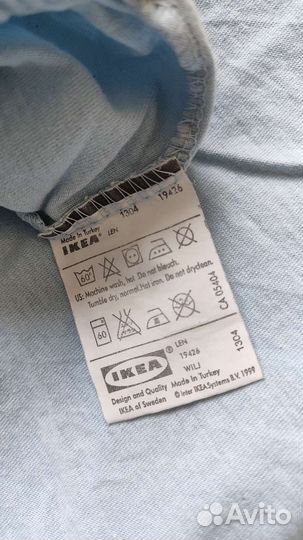 Made in Turkey 1304 19426
IKEA® LEN
60°
US: Machine wash, hot. Do not bleach.
Tumble dry, normal. Hot iron. Do not dryclean.
60
CA 05404
IKEA®
LEN
19426
WILJ
1304
Design and Quality Made In Turkey
IKEA of Sweden © Inter IKEA Systems B.V. 1999
Avito